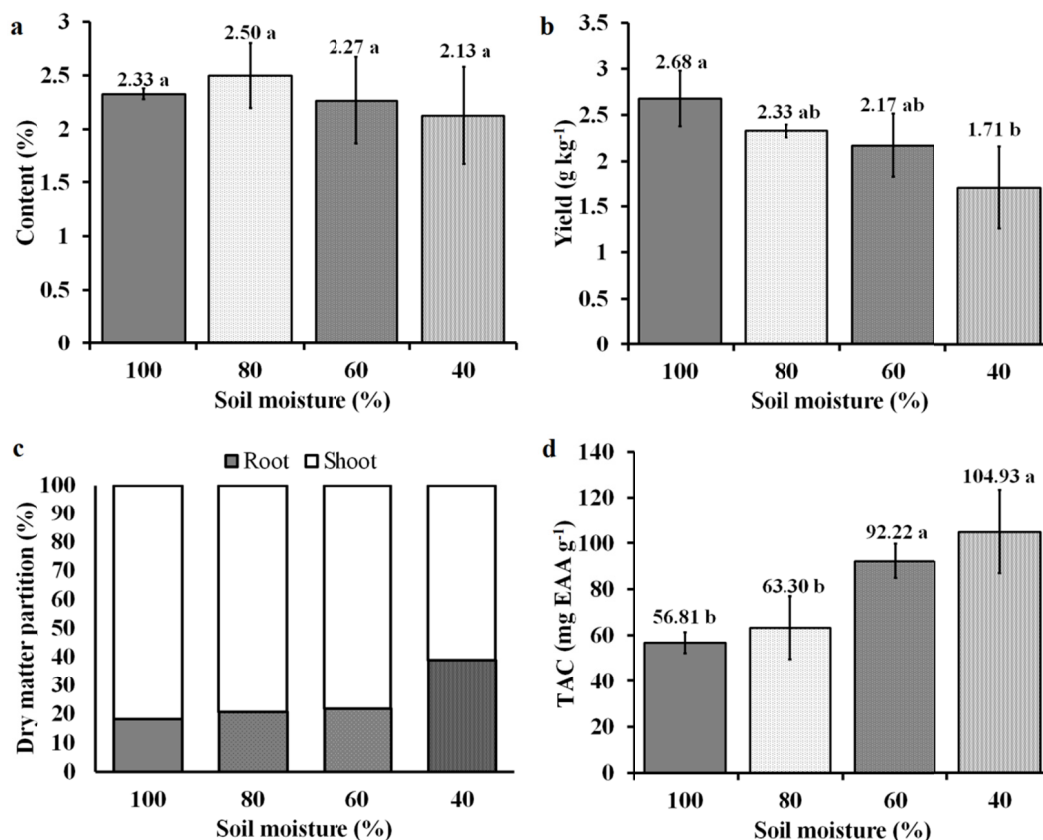 a
Content (%)
3
2.5
2
1.5
1
0.5
0
2.33 a
2.50 a
2.27 a
2.13 a
100 80 60 40
Soil moisture (%)
b
Yield (g kg-1)
3.5
3
2.5
2
1.5
1
0.5
0
2.68 a
2.33 ab
2.17 ab
1.71 b
100 80 60 40
Soil moisture (%)
c
Root Shoot
Dry matter partition (%)
100
90
80
70
60
50
40
30
20
10
0
100 80 60 40
Soil moisture (%)
d
TAC (mg EAA g-1)
140
120
100
80
60
40
20
0
56.81 b
63.30 b
92.22 a
104.93 a
100 80 60 40
Soil moisture (%)